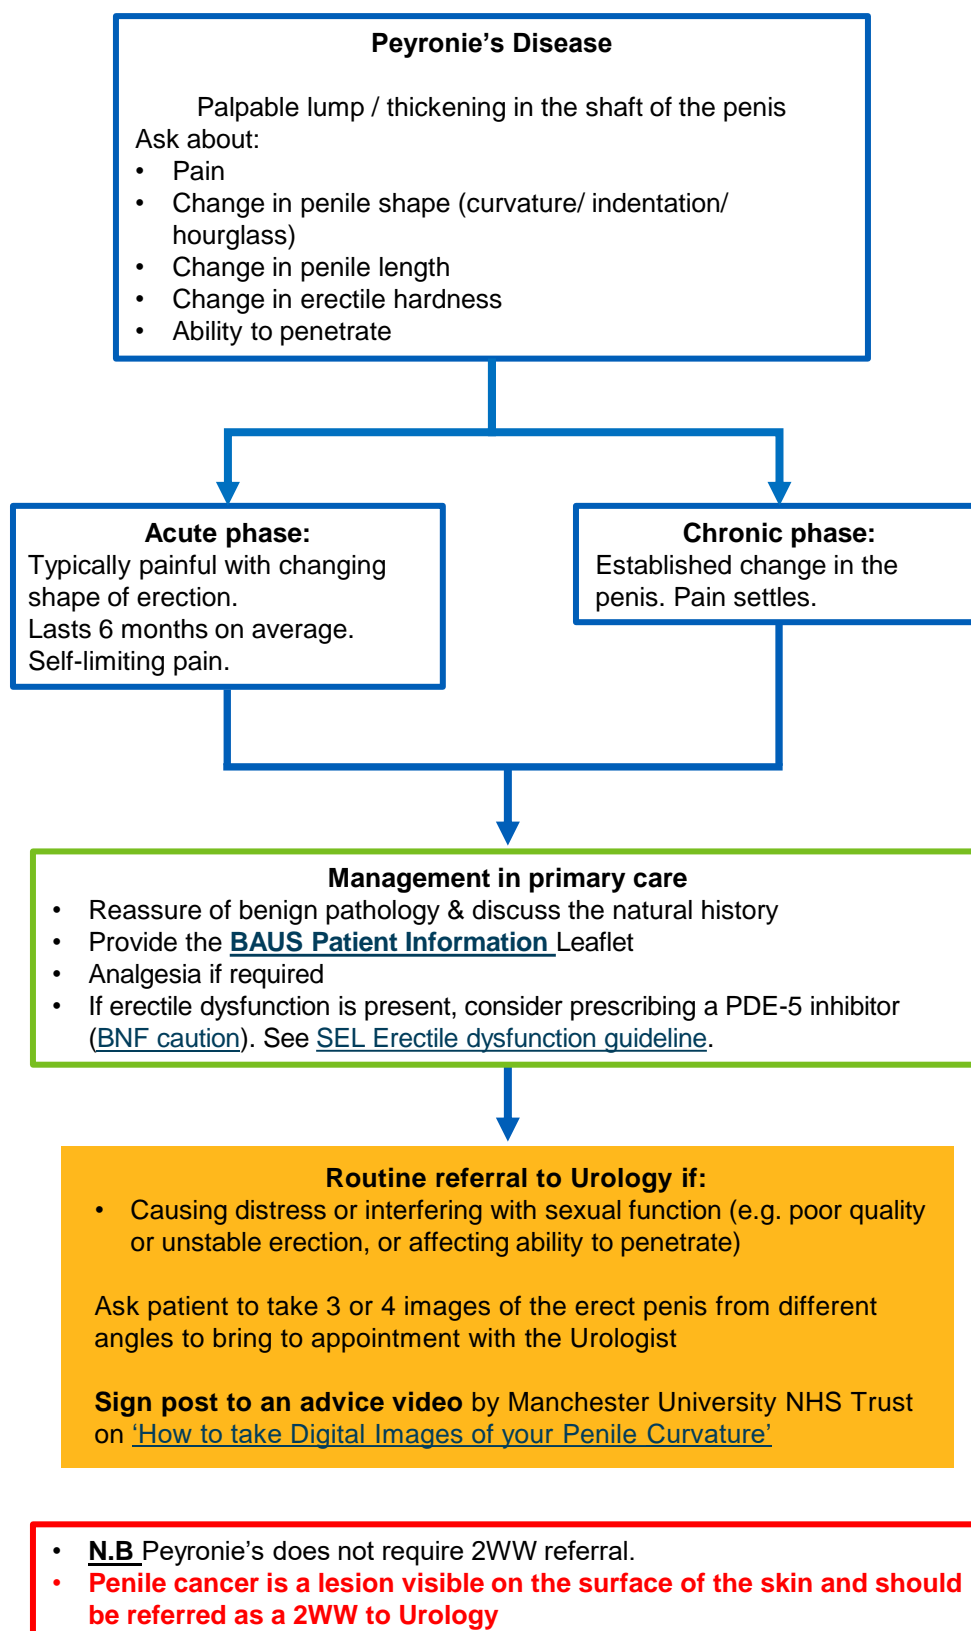 Peyronie’s Disease
Palpable lump / thickening in the shaft of the penis
Ask about:
• Pain
• Change in penile shape (curvature/ indentation/
hourglass)
• Change in penile length
• Change in erectile hardness
• Ability to penetrate
Acute phase:
Typically painful with changing
shape of erection.
Lasts 6 months on average.
Self-limiting pain.
Chronic phase:
Established change in the
penis. Pain settles.
Management in primary care
• Reassure of benign pathology & discuss the natural history
• Provide the BAUS Patient Information Leaflet
• Analgesia if required
• If erectile dysfunction is present, consider prescribing a PDE-5 inhibitor
(BNF caution). See SEL Erectile dysfunction guideline.
Routine referral to Urology if:
• Causing distress or interfering with sexual function (e.g. poor quality
or unstable erection, or affecting ability to penetrate)
Ask patient to take 3 or 4 images of the erect penis from different
angles to bring to appointment with the Urologist
Sign post to an advice video by Manchester University NHS Trust
on ‘How to take Digital Images of your Penile Curvature’
• N.B Peyronie’s does not require 2WW referral.
• Penile cancer is a lesion visible on the surface of the skin and should
be referred as a 2WW to Urology